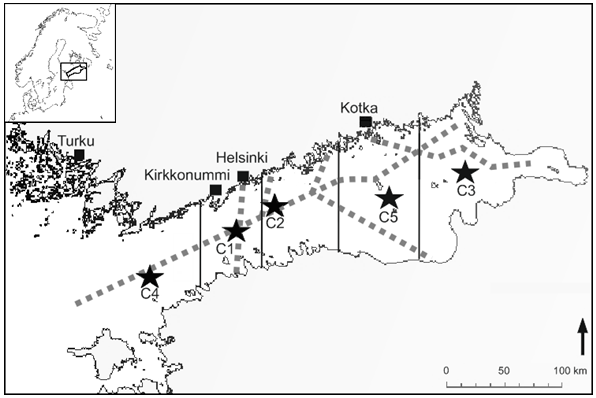 Kotka
Turku
Helsinki
Kirkkonummi
C3
C5
C2
C1
C4
0 50 100 km